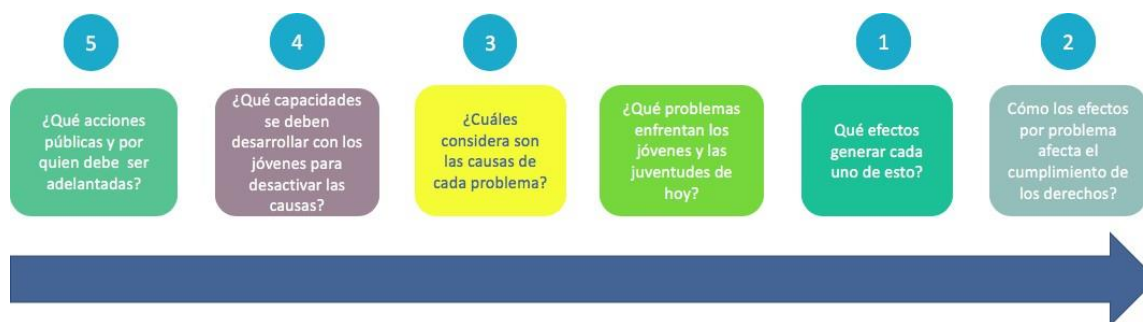 5
¿Qué acciones
públicas y por
quien debe ser
adelantadas?
4
¿Qué capacidades
se deben
desarrollar con los
jóvenes para
desactivar las
causas?
3
¿Cuáles
considera son
las causas de
cada problema?
¿Qué problemas
enfrentan los
jóvenes y las
juventudes de
hoy?
1
Qué efectos
generar cada
uno de esto?
2
Cómo los efectos
por problema
afecta el
cumplimiento de
los derechos?